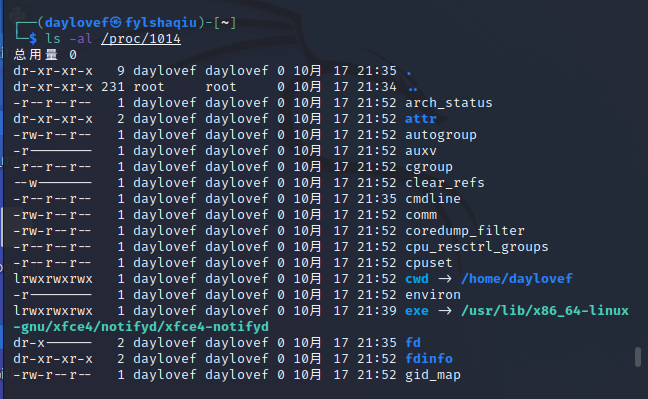 ┌──(daylovef㉿fylshaqiu)-[~]
└─$ ls -al /proc/1014
总用量 0
dr-xr-xr-x   9 daylovef daylovef 0 10月 17 21:35 .
dr-xr-xr-x 231 root     root     0 10月 17 21:34 ..
-r--r--r--   1 daylovef daylovef 0 10月 17 21:52 arch_status
dr-xr-xr-x   2 daylovef daylovef 0 10月 17 21:52 attr
-rw-r--r--   1 daylovef daylovef 0 10月 17 21:52 autogroup
-r--------   1 daylovef daylovef 0 10月 17 21:52 auxv
-r--r--r--   1 daylovef daylovef 0 10月 17 21:52 cgroup
--w-------   1 daylovef daylovef 0 10月 17 21:52 clear_refs
-r--r--r--   1 daylovef daylovef 0 10月 17 21:35 cmdline
-rw-r--r--   1 daylovef daylovef 0 10月 17 21:52 comm
-rw-r--r--   1 daylovef daylovef 0 10月 17 21:52 coredump_filter
-r--r--r--   1 daylovef daylovef 0 10月 17 21:52 cpu_resctrl_groups
-r--r--r--   1 daylovef daylovef 0 10月 17 21:52 cpuset
lrwxrwxrwx   1 daylovef daylovef 0 10月 17 21:52 cwd -> /home/daylovef
-r--------   1 daylovef daylovef 0 10月 17 21:52 environ
lrwxrwxrwx   1 daylovef daylovef 0 10月 17 21:39 exe -> /usr/lib/x86_64-linux
-gnu/xfce4/notifyd/xfce4-notifyd
dr-x------   2 daylovef daylovef 0 10月 17 21:35 fd
dr-xr-xr-x   2 daylovef daylovef 0 10月 17 21:52 fdinfo
-rw-r--r--   1 daylovef daylovef 0 10月 17 21:52 gid_map